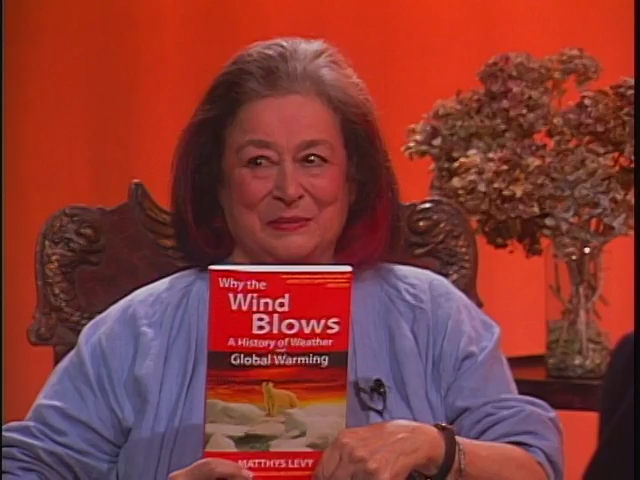 Why the
Wind
Blows
A History of Weather
Global Warming
MATTHYS LEVY